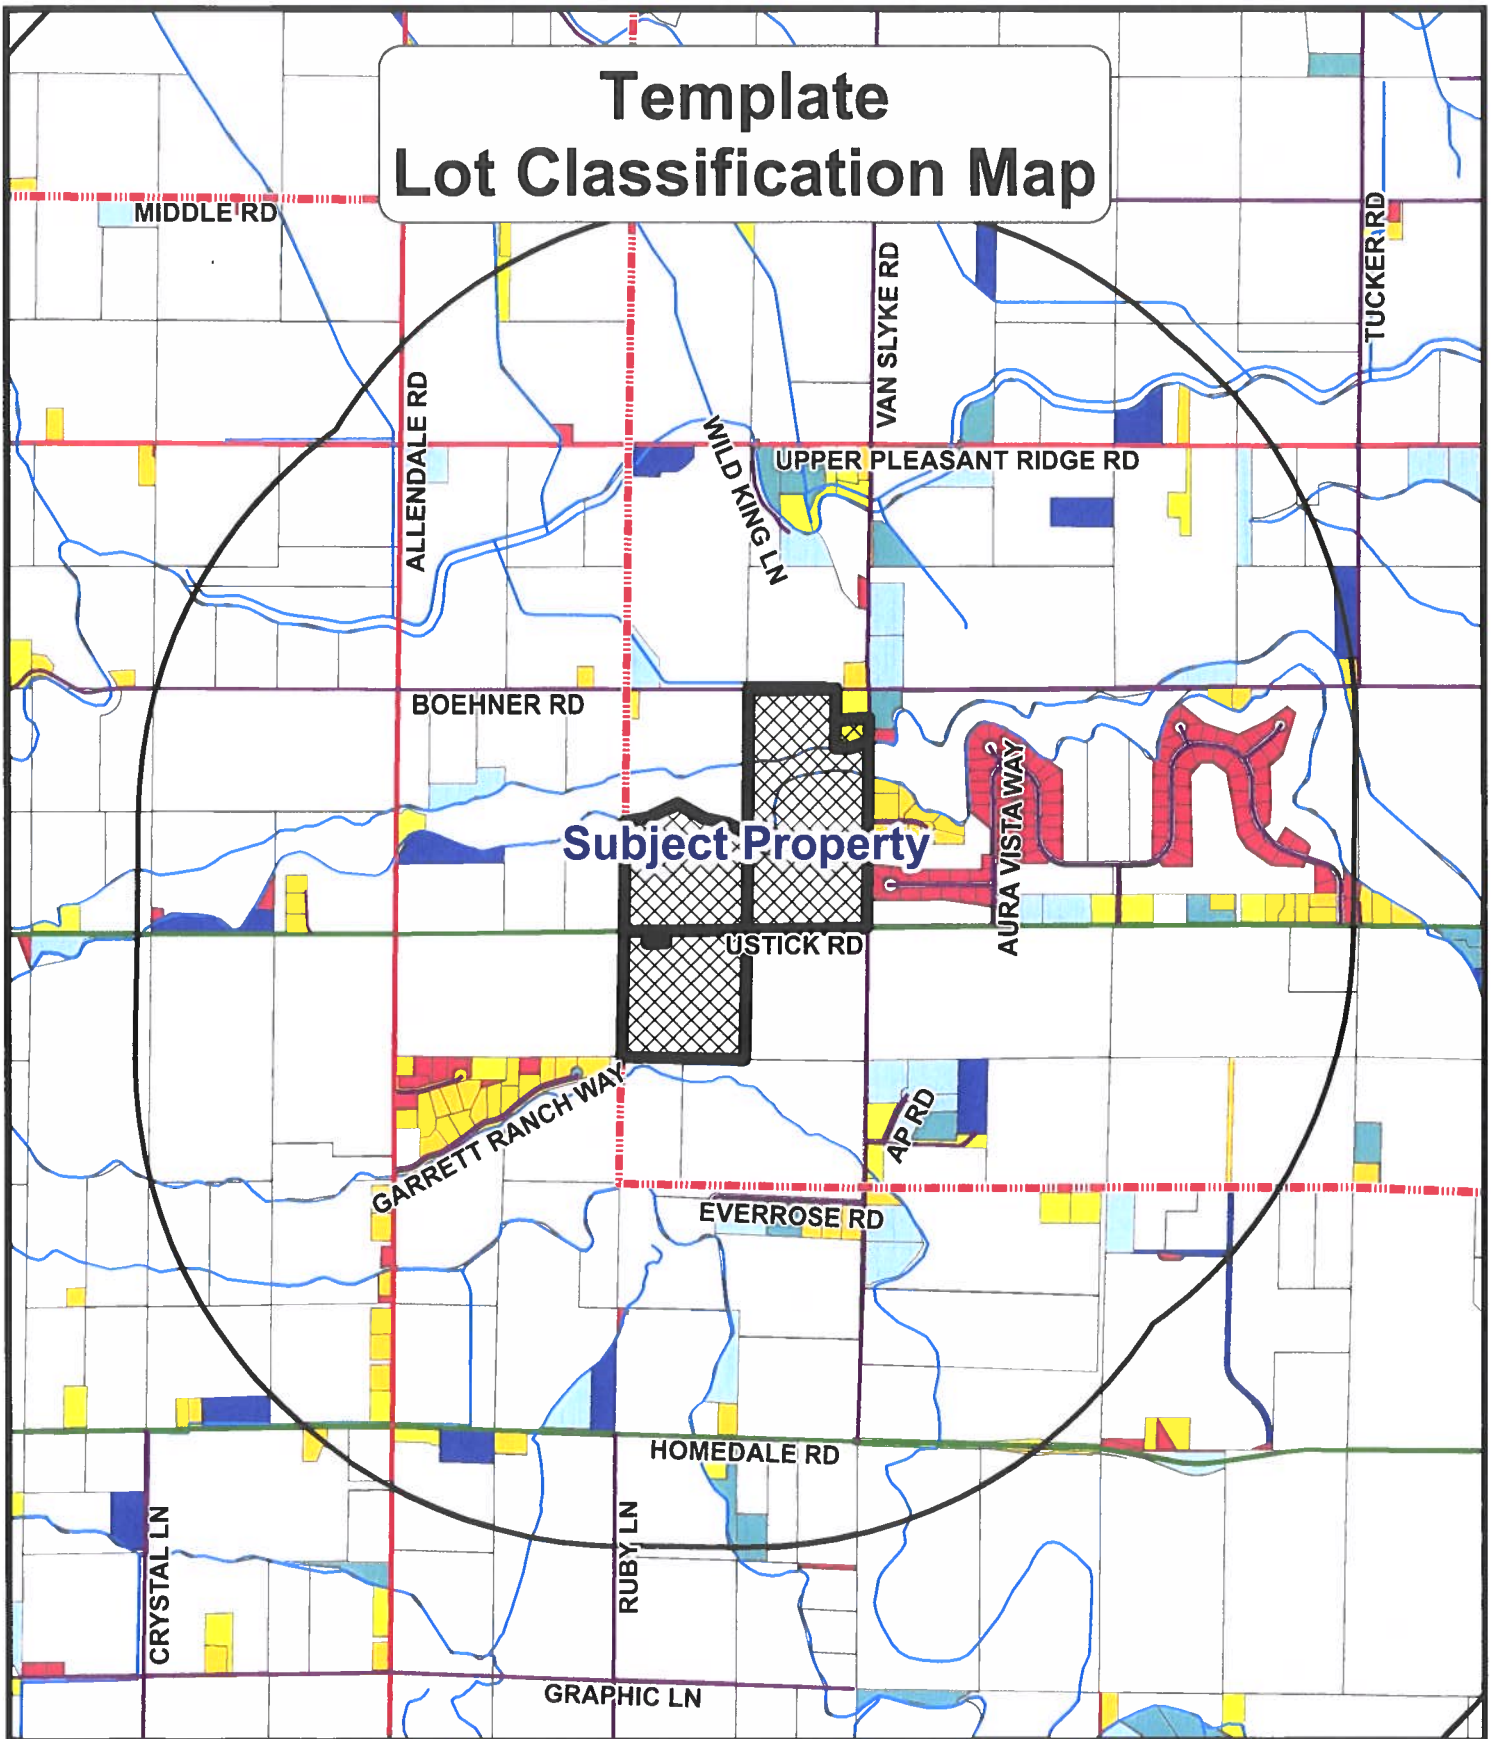 Template
Lot Classification Map
MIDDLE RD
TUCKER RD
VAN SLYKE RD
ALLENDALE RD
WILD KING LN
UPPER PLEASANT RIDGE RD
BOEHNER RD
AURA VISTA WAY
Subject Property
USTICK RD
GARRETT RANCH WAY
AP RD
EVERROSE RD
HOMEDALE RD
CRYSTAL LN
RUBY LN
GRAPHIC LN